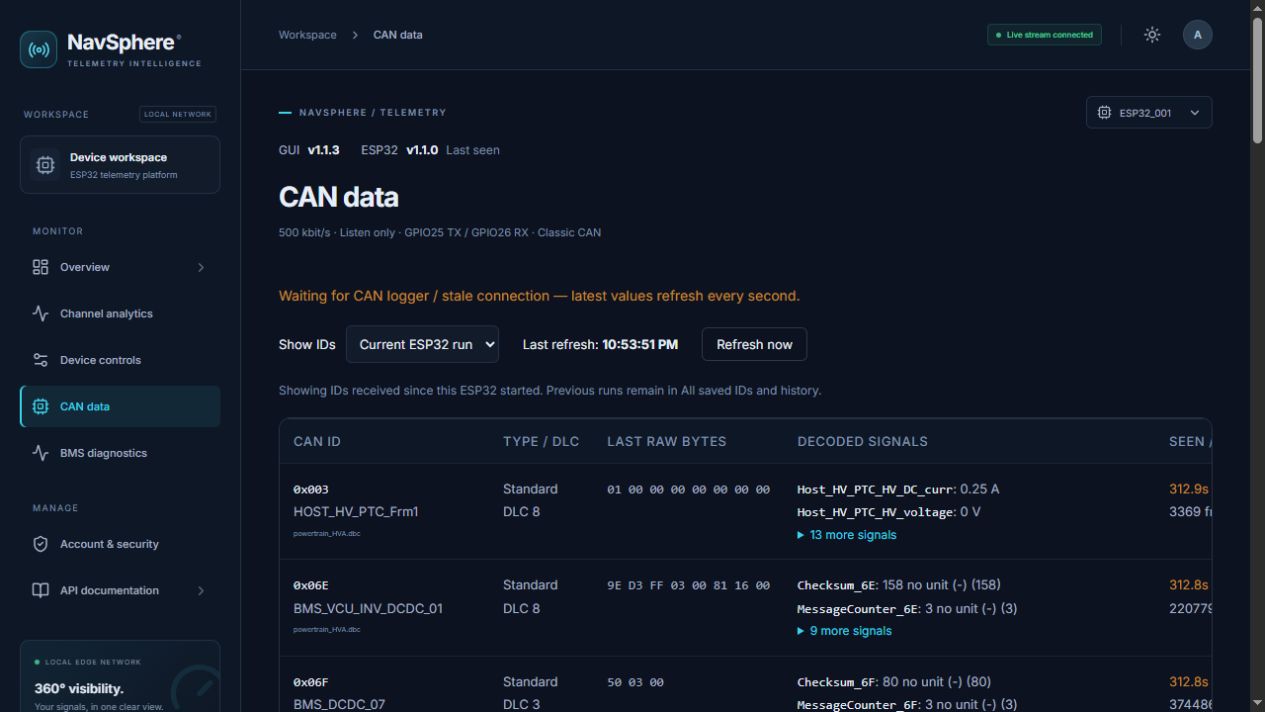 NavSphere
TELEMETRY INTELLIGENCE
WORKSPACE
LOCAL NETWORK
Device workspace
ESP32 telemetry platform
MONITOR
Overview
Channel analytics
Device controls
CAN data
BMS diagnostics
MANAGE
Account & security
API documentation
LOCAL EDGE NETWORK
360° visibility.
Your signals, in one clear view.
Workspace > CAN data
Live stream connected
A
NAVSPHERE / TELEMETRY
ESP32_001
GUI v1.1.3 ESP32 v1.1.0 Last seen
CAN data
500 kbit/s · Listen only · GPIO25 TX / GPIO26 RX · Classic CAN
Waiting for CAN logger / stale connection — latest values refresh every second.
Show IDs Current ESP32 run Last refresh: 10:53:51 PM Refresh now
Showing IDs received since this ESP32 started. Previous runs remain in All saved IDs and history.
CAN ID TYPE / DLC LAST RAW BYTES DECODED SIGNALS SEEN /
0x003 Standard 01 00 00 00 00 00 00 00 Host_HV_PTC_HV_DC_curr: 0.25 A 312.9s
HOST_HV_PTC_Frm1 DLC 8 Host_HV_PTC_HV_voltage: 0 V 3369 fr
powertrain_HVA.dbc 13 more signals
0x06E Standard 9E D3 FF 03 00 81 16 00 Checksum_6E: 158 no unit (-) (158) 312.8s
BMS_VCU_INV_DCDC_01 DLC 8 MessageCounter_6E: 3 no unit (-) (3) 220779
powertrain_HVA.dbc 9 more signals
0x06F Standard 50 03 00 Checksum_6F: 80 no unit (-) (80) 312.8s
BMS_DCDC_07 DLC 3 MessageCounter_6F: 3 no unit (-) (3) 374486